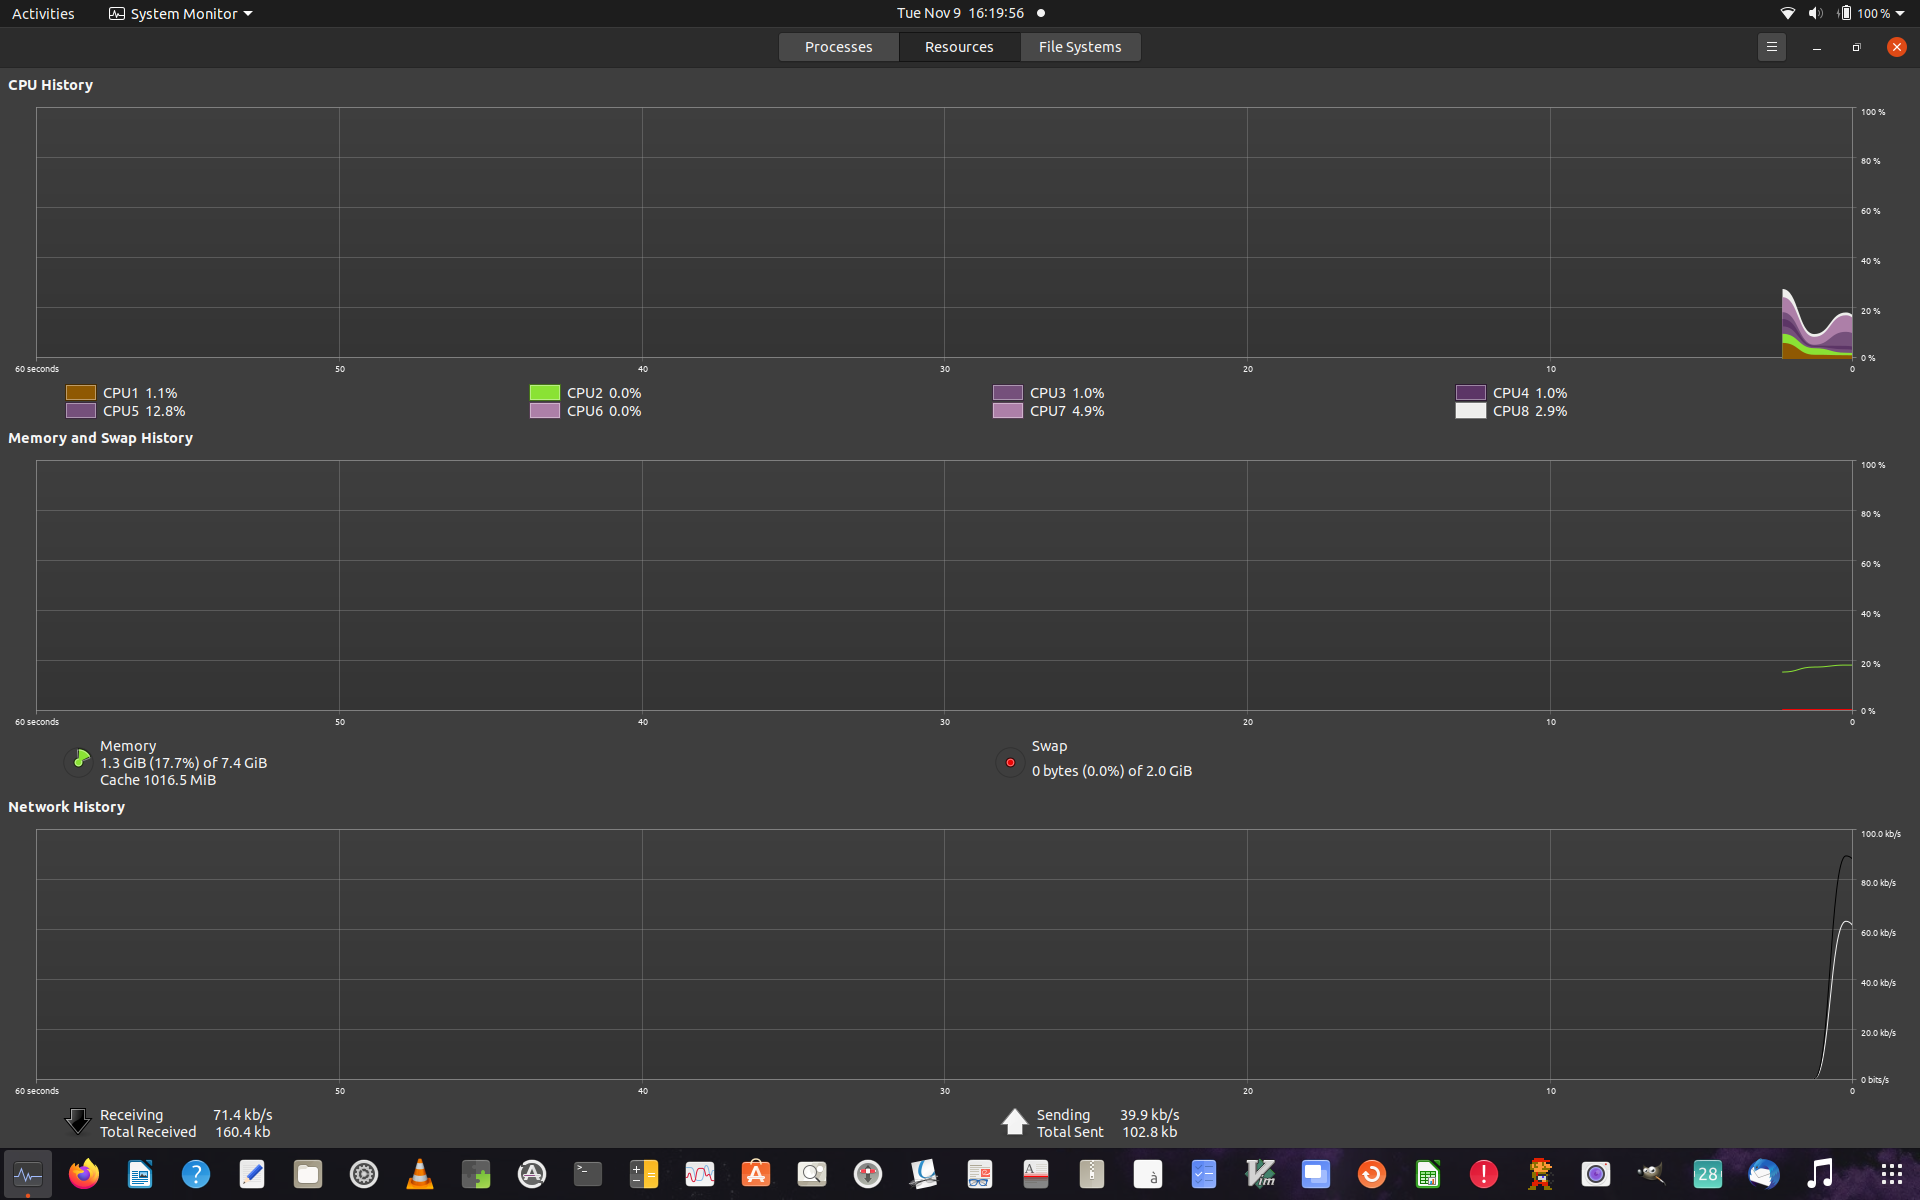 Activities
System Monitor
Tue Nov 9 16:19:56
100 %
Processes
Resources
File Systems
CPU History
100 %
80 %
60 %
40 %
20 %
0 %
60 seconds 50 40 30 20 10 0
CPU1 1.1% CPU2 0.0% CPU3 1.0% CPU4 1.0%
CPU5 12.8% CPU6 0.0% CPU7 4.9% CPU8 2.9%
Memory and Swap History
100 %
80 %
60 %
40 %
20 %
0 %
60 seconds 50 40 30 20 10 0
Memory
1.3 GiB (17.7%) of 7.4 GiB
Cache 1016.5 MiB
Swap
0 bytes (0.0%) of 2.0 GiB
Network History
100.0 kb/s
80.0 kb/s
60.0 kb/s
40.0 kb/s
20.0 kb/s
0 bits/s
60 seconds 50 40 30 20 10 0
Receiving 71.4 kb/s
Total Received 160.4 kb
Sending 39.9 kb/s
Total Sent 102.8 kb
?
>_
A
à
Vim
!
28